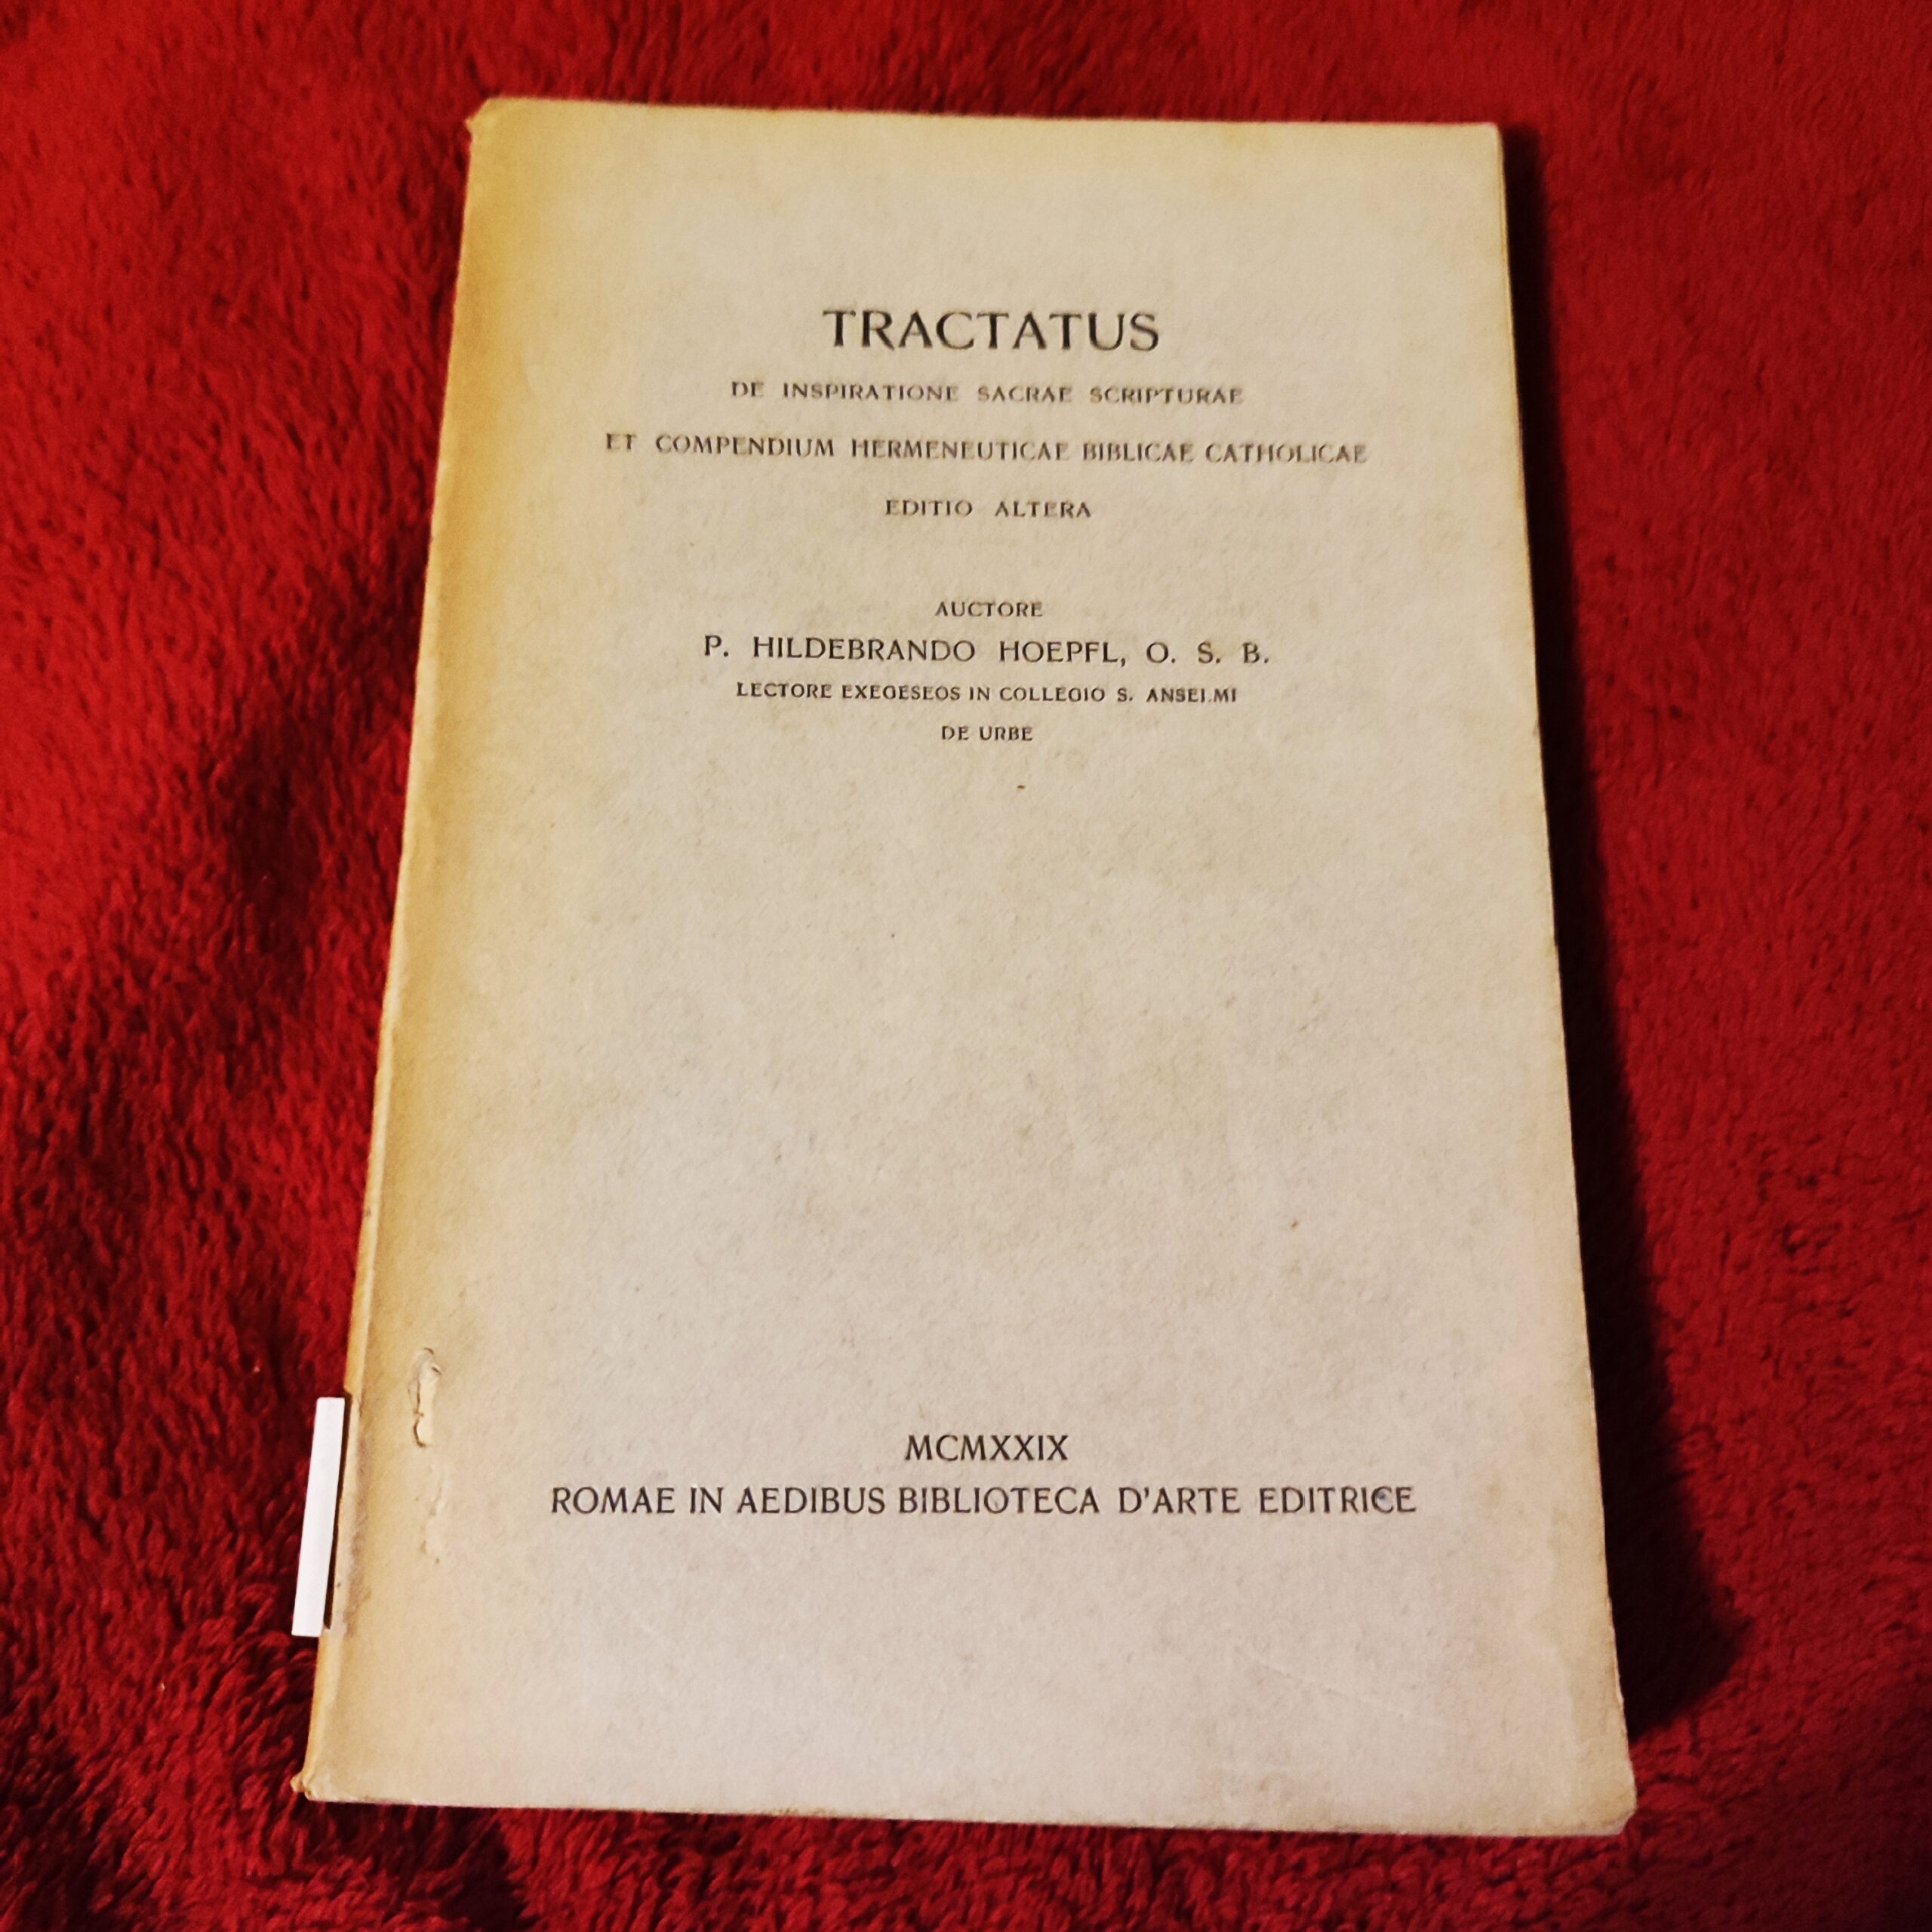 TRACTATUS
DE INSPIRATIONE SACRAE SCRIPTURAE
ET COMPENDIUM HERMENEUTICAE BIBLICAE CATHOLICAE
EDITIO ALTERA
AUCTORE
P. HILDEBRANDO HOEPFL, O. S. B.
LECTORE EXEGESEOS IN COLLEGIO S. ANSELMI
DE URBE
MCMXXIX
ROMAE IN AEDIBUS BIBLIOTECA D'ARTE EDITRICE